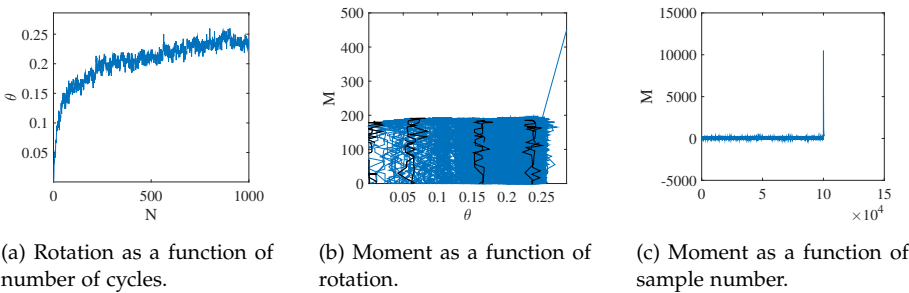 0.25
0.2
0.15
0.1
0.05
θ
0
500
1000
N
500
400
300
200
100
0
M
0.05
0.1
0.15
0.2
0.25
θ
15000
10000
5000
0
-5000
M
0
5
10
15
×10⁴
(a) Rotation as a function of
number of cycles.
(b) Moment as a function of
rotation.
(c) Moment as a function of
sample number.